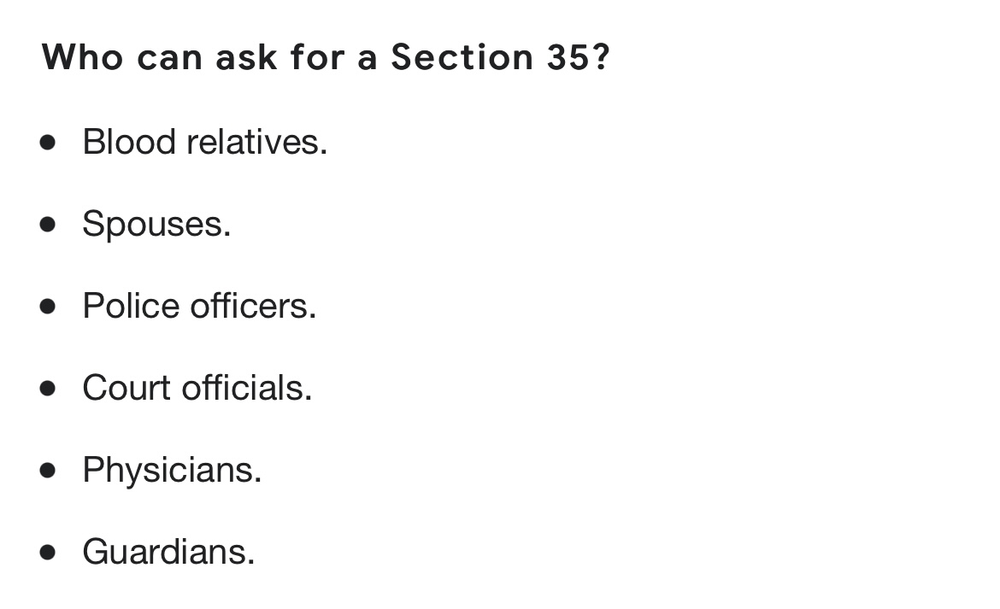 Who can ask for a Section 35?
• Blood relatives.
• Spouses.
• Police officers.
• Court officials.
• Physicians.
• Guardians.